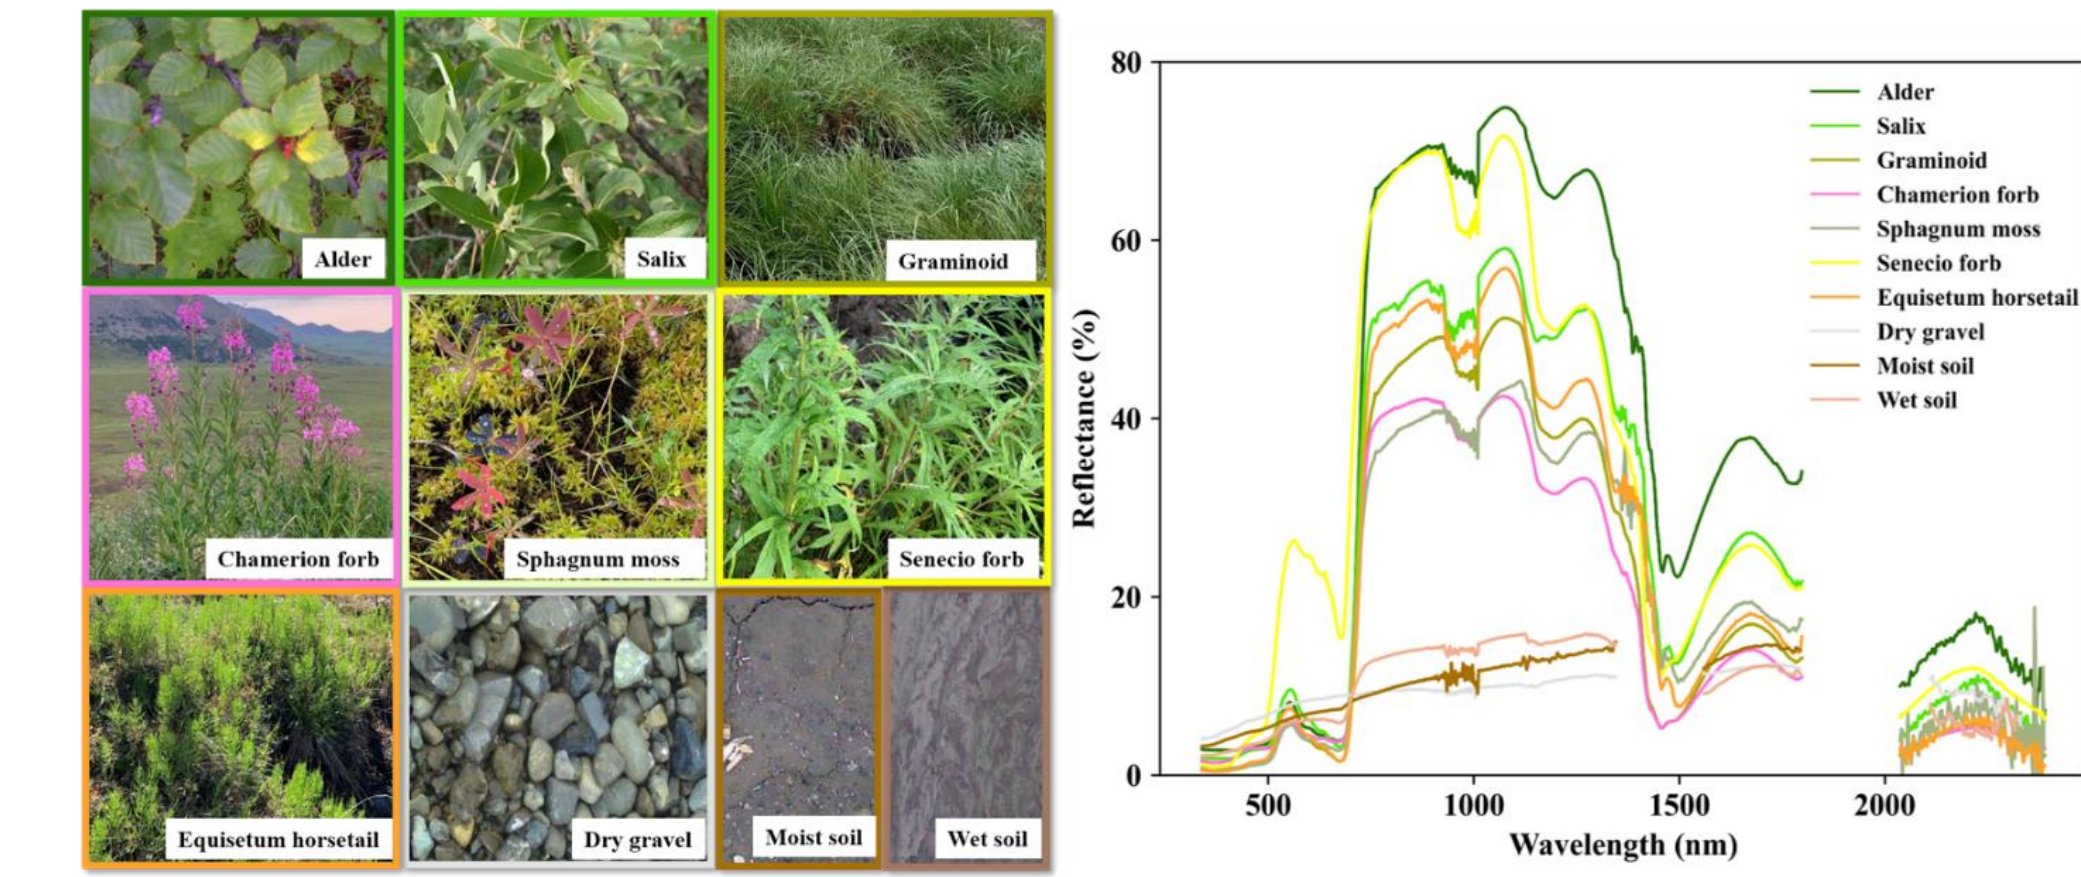 Alder
Salix
Graminoid
Chamerion forb
Sphagnum moss
Senecio forb
Equisetum horsetail
Dry gravel
Moist soil
Wet soil
80
60
40
20
0
Reflectance (%)
500
1000
1500
2000
Wavelength (nm)
Alder
Salix
Graminoid
Chamerion forb
Sphagnum moss
Senecio forb
Equisetum horsetail
Dry gravel
Moist soil
Wet soil